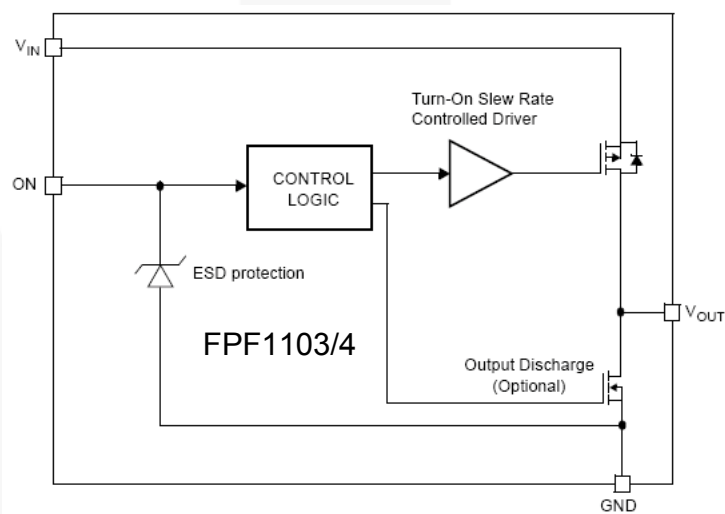 VIN
Turn-On Slew Rate
Controlled Driver
ON
CONTROL
LOGIC
ESD protection
FPF1103/4
VOUT
Output Discharge
(Optional)
GND